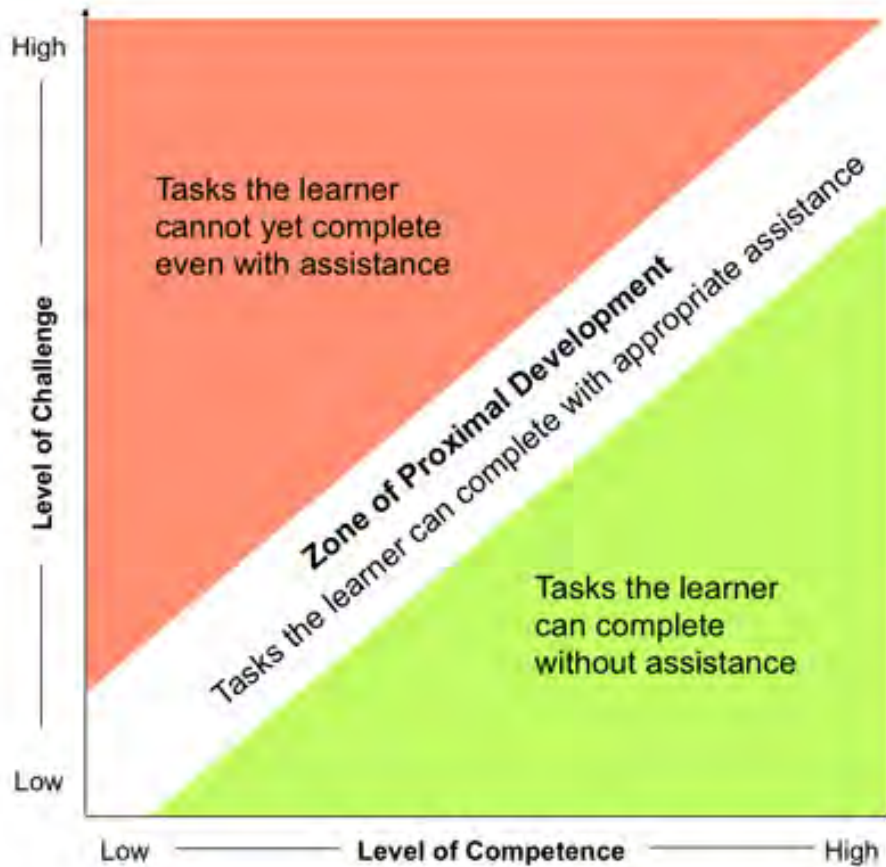 High
Tasks the learner
cannot yet complete
even with assistance
Level of Challenge
Zone of Proximal Development
Tasks the learner can complete with appropriate assistance
Tasks the learner
can complete
without assistance
Low
Low
Level of Competence
High